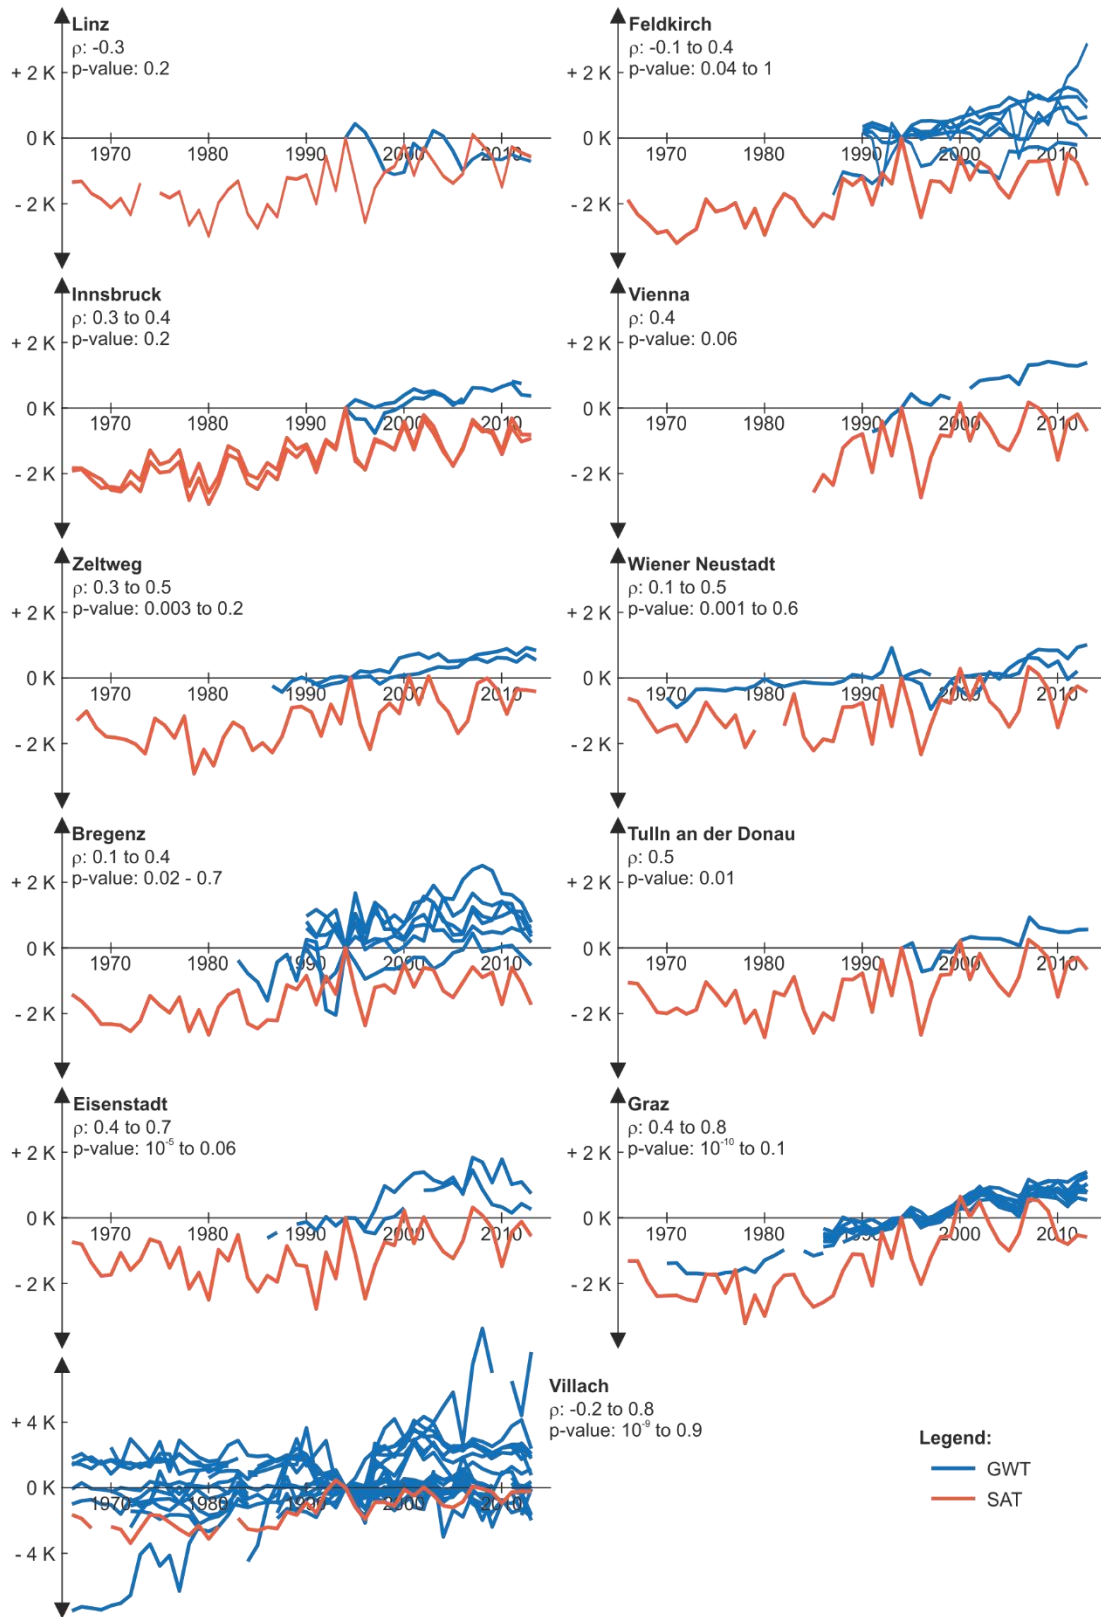 Linz
ρ: -0.3
p-value: 0.2
+ 2 K
0 K
- 2 K
1970 1980 1990 2000 2010
Feldkirch
ρ: -0.1 to 0.4
p-value: 0.04 to 1
+ 2 K
0 K
- 2 K
1970 1980 1990 2000 2010
Innsbruck
ρ: 0.3 to 0.4
p-value: 0.2
+ 2 K
0 K
- 2 K
1970 1980 1990 2000 2010
Vienna
ρ: 0.4
p-value: 0.06
+ 2 K
0 K
- 2 K
1970 1980 1990 2000 2010
Zeltweg
ρ: 0.3 to 0.5
p-value: 0.003 to 0.2
+ 2 K
0 K
- 2 K
1970 1980 1990 2000 2010
Wiener Neustadt
ρ: 0.1 to 0.5
p-value: 0.001 to 0.6
+ 2 K
0 K
- 2 K
1970 1980 1990 2000 2010
Bregenz
ρ: 0.1 to 0.4
p-value: 0.02 - 0.7
+ 2 K
0 K
- 2 K
1970 1980 1990 2000 2010
Tulln an der Donau
ρ: 0.5
p-value: 0.01
+ 2 K
0 K
- 2 K
1970 1980 1990 2000 2010
Eisenstadt
ρ: 0.4 to 0.7
p-value: 10⁻⁵ to 0.06
+ 2 K
0 K
- 2 K
1970 1980 1990 2000 2010
Graz
ρ: 0.4 to 0.8
p-value: 10⁻¹⁰ to 0.1
+ 2 K
0 K
- 2 K
1970 1980 1990 2000 2010
Villach
ρ: -0.2 to 0.8
p-value: 10⁻⁹ to 0.9
+ 4 K
0 K
- 4 K
1970 1980 1990 2000 2010
Legend:
GWT
SAT